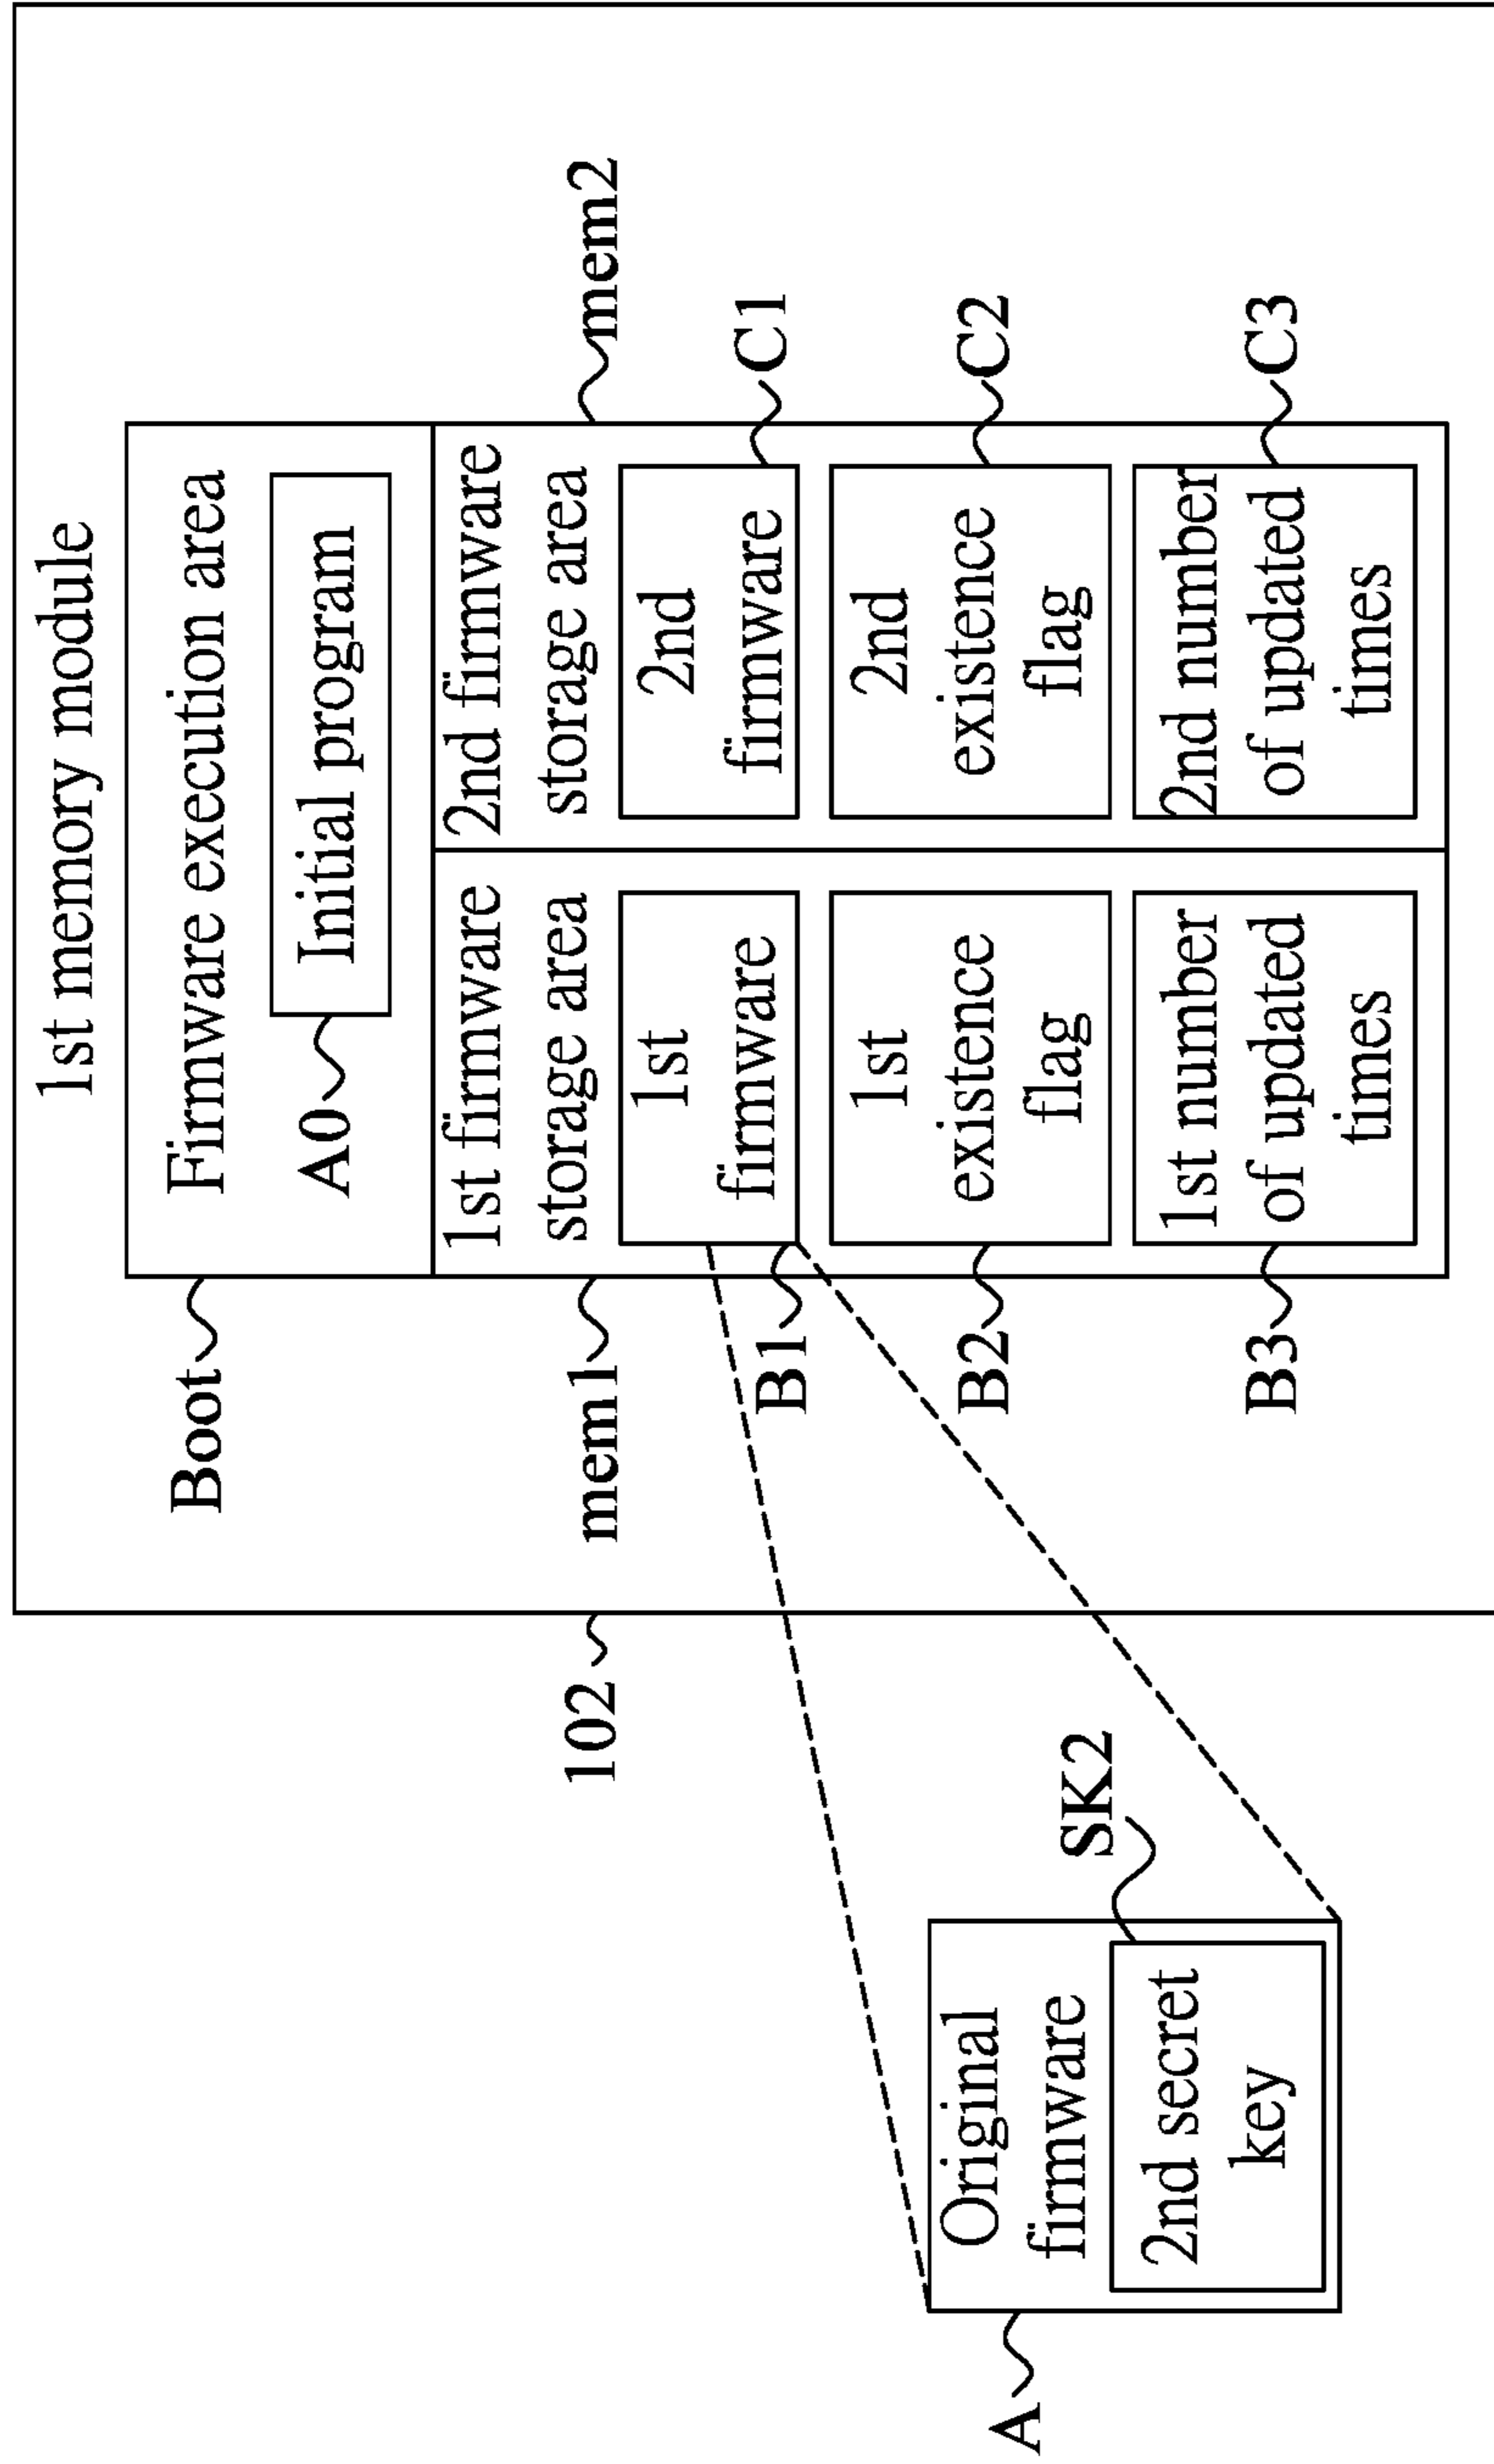 1st memory module
Boot
Firmware execution area
A0
Initial program
102
mem1
1st firmware
storage area
2nd firmware
storage area
mem2
B1
1st
firmware
2nd
firmware
C1
B2
1st
existence
flag
2nd
existence
flag
C2
B3
1st number
of updated
times
2nd number
of updated
times
C3
A
Original
firmware
SK2
2nd secret
key